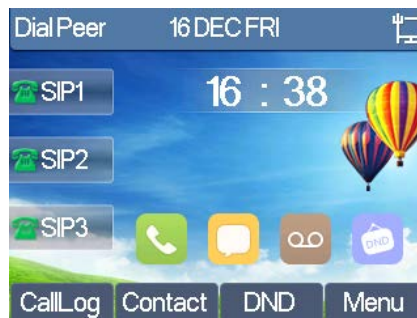 Dial Peer 16 DEC FRI
SIP1 16 : 38
SIP2
SIP3
DND
CallLog Contact DND Menu